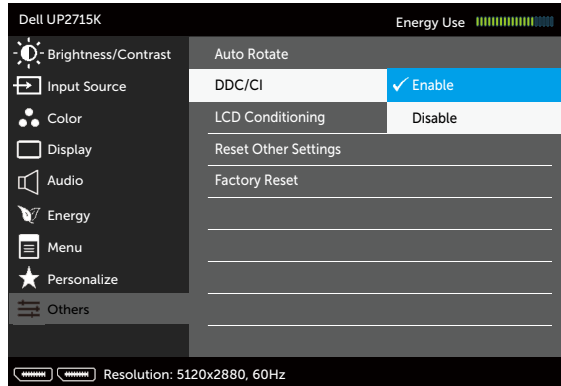 Dell UP2715K
Energy Use
Brightness/Contrast
Input Source
Color
Display
Audio
Energy
Menu
Personalize
Others
Auto Rotate
DDC/CI
LCD Conditioning
Reset Other Settings
Factory Reset
Enable
Disable
Resolution: 5120x2880, 60Hz